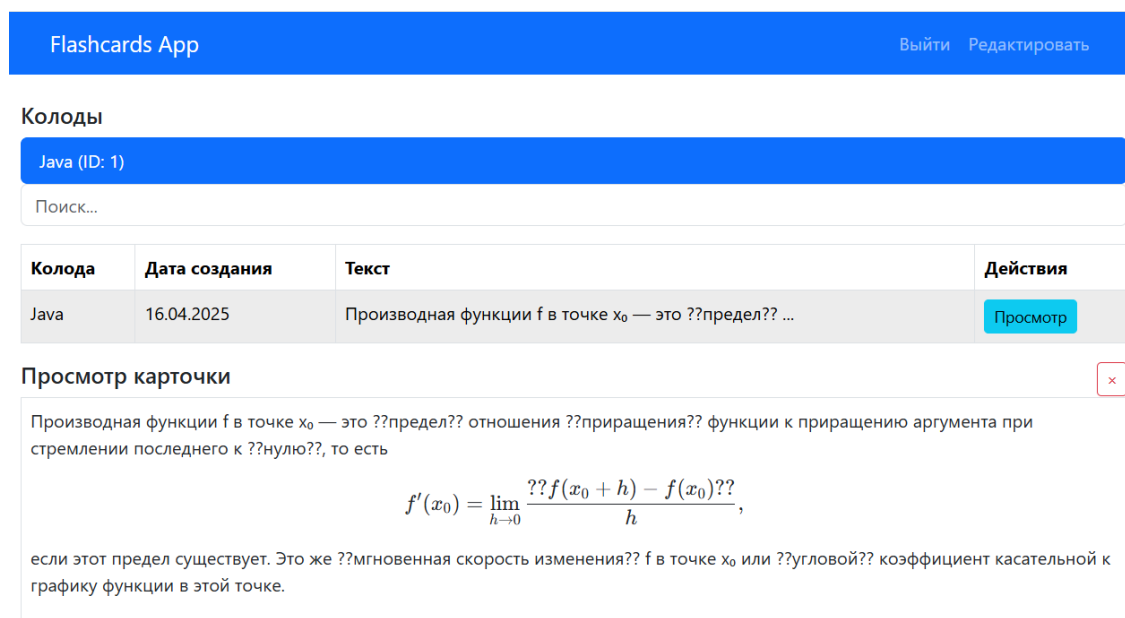 Flashcards App
Выйти Редактировать
Колоды
Java (ID: 1)
Поиск...
Колода Дата создания Текст Действия
Java 16.04.2025 Производная функции f в точке x₀ — это ??предел?? ... Просмотр
Просмотр карточки
×
Производная функции f в точке x₀ — это ??предел?? отношения ??приращения?? функции к приращению аргумента при
стремлении последнего к ??нулю??, то есть
f′(x₀) = lim h→0 ??f(x₀ + h) − f(x₀)?? / h,
если этот предел существует. Это же ??мгновенная скорость изменения?? f в точке x₀ или ??угловой?? коэффициент касательной к
графику функции в этой точке.